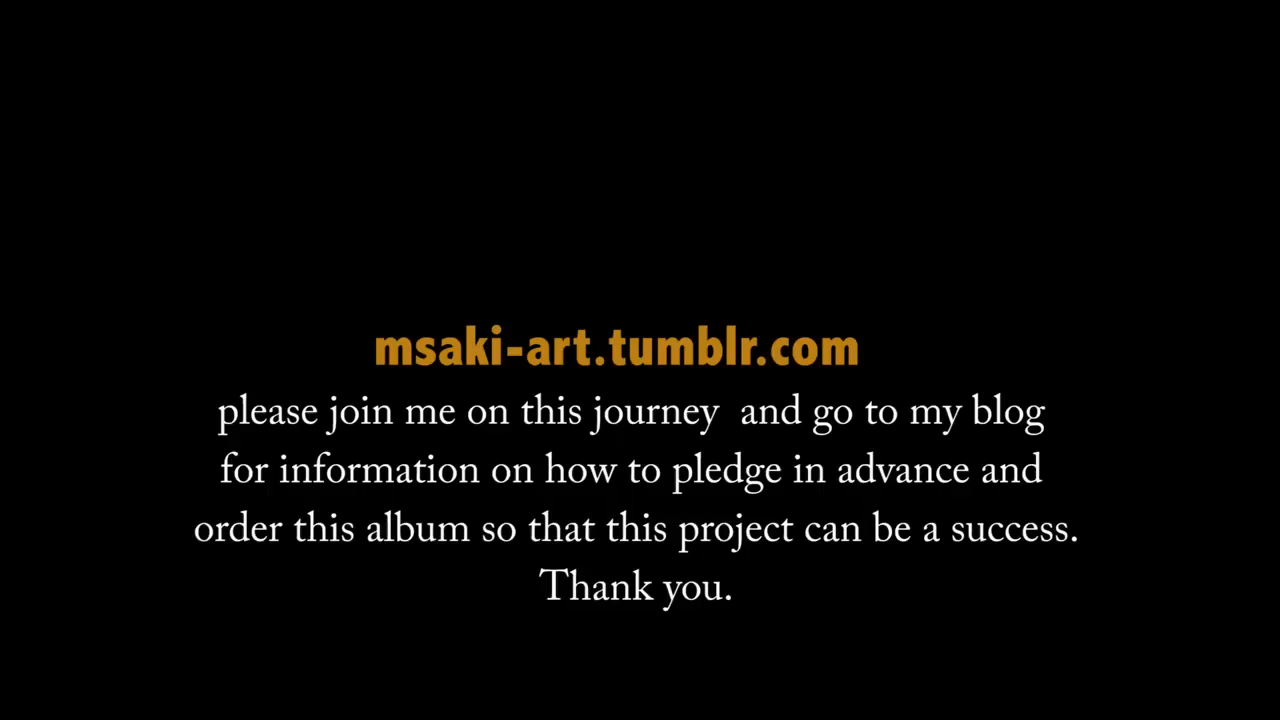 msaki-art.tumblr.com
please join me on this journey  and go to my blog
for information on how to pledge in advance and
order this album so that this project can be a success.
Thank you.